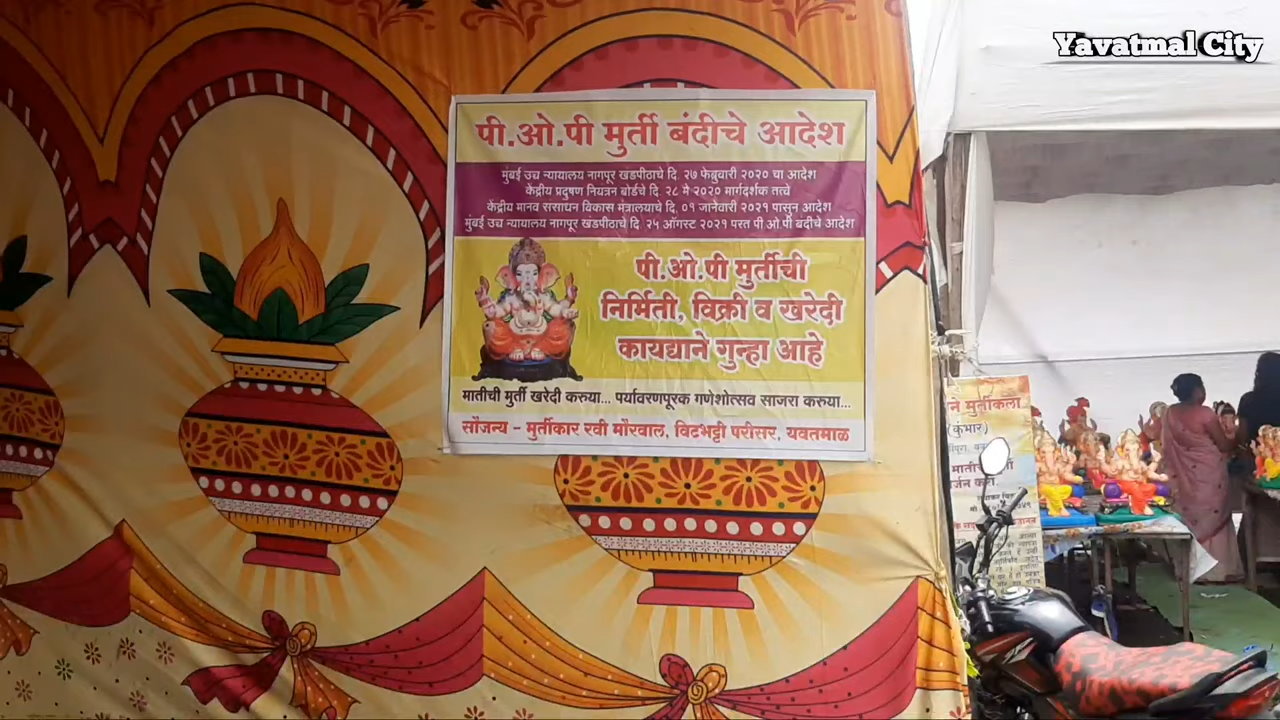 Yavatmal City
पी.ओ.पी मुर्ती बंदीचे आदेश
मुंबई उच्च न्यायालय नागपूर खंडपीठाचे दि. २७ फेब्रुवारी २०२० चा आदेश
केंद्रीय प्रदुषण नियंत्रन बोर्डचे दि. २८ मै २०२० मार्गदर्शक तत्वे
केंद्रीय मानव संसाधन विकास मंत्रालयाचे दि. ०१ जानेवारी २०२१ पासून आदेश
मुंबई उच्च न्यायालय नागपूर खंडपीठाचे दि. २५ ऑगस्ट २०२१ परत पी ओ पी बंदीचे आदेश
पी.ओ.पी मुर्तीची
निर्मिती, विक्री व खरेदी
कायद्याने गुन्हा आहे
मातीची मुर्ती खरेदी करुया... पर्यावरणपूरक गणेशोत्सव साजरा करुया...
सौजन्य - मुर्तीकार रवी मोरवाल, विटभट्टी परीसर, यवतमाळ
ने मुर्तीकला
(कुंभार)